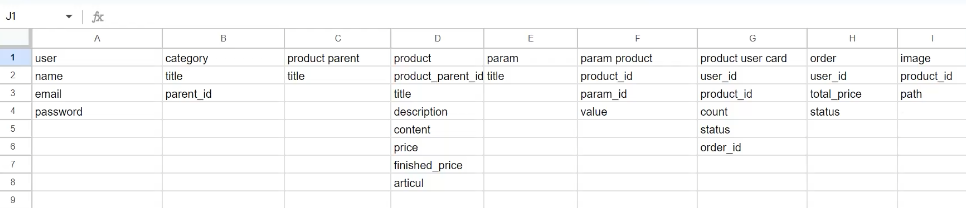 J1 fx
A B C D E F G H I
1 user category product parent product param param product product user card order image
2 name title title product_parent_id title product_id user_id user_id product_id
3 email parent_id title param_id product_id total_price path
4 password description value count status
5 content status
6 price order_id
7 finished_price
8 articul
9